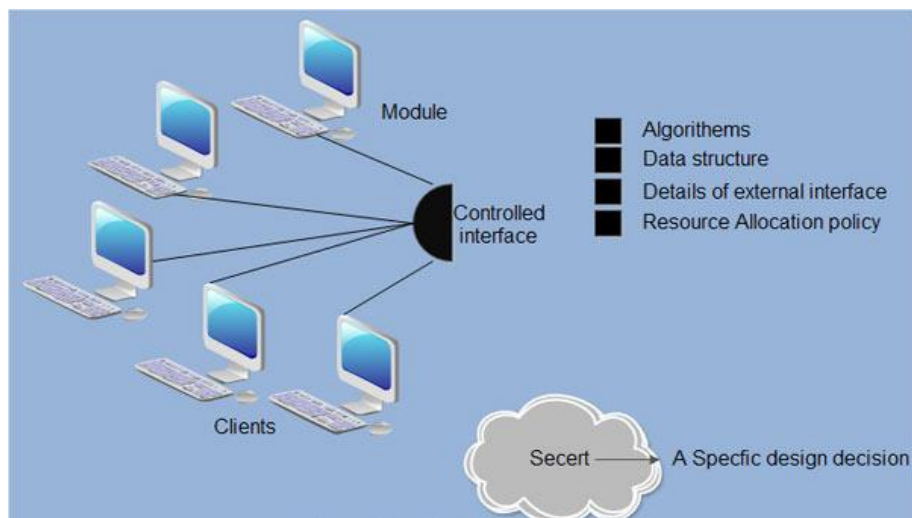 Module
Algorithems
Data structure
Details of external interface
Resource Allocation policy
Controlled
interface
Clients
Secert
A Specfic design decision